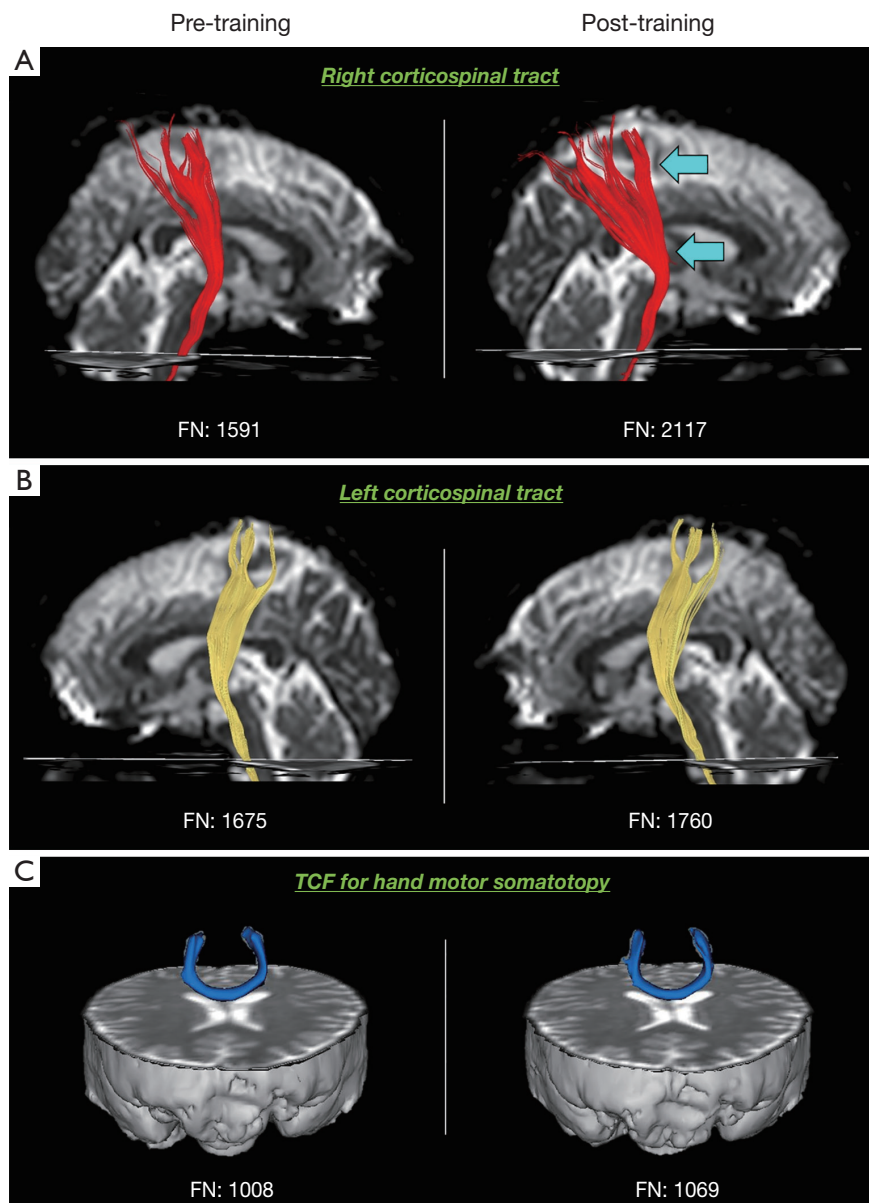 Pre-training Post-training
A
Right corticospinal tract
FN: 1591 FN: 2117
B
Left corticospinal tract
FN: 1675 FN: 1760
C
TCF for hand motor somatotopy
FN: 1008 FN: 1069